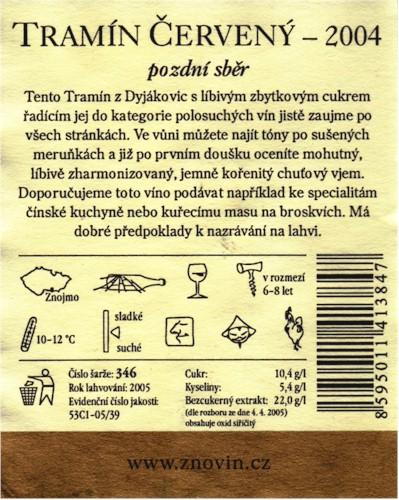 TRAMÍN ČERVENÝ – 2004
pozdní sběr
Tento Tramín z Dyjákovic s líbivým zbytkovým cukrem
řadícím jej do kategorie polosuchých vín jistě zaujme po
všech stránkách. Ve vůni můžete najít tóny po sušených
meruňkách a již po prvním doušku oceníte mohutný,
líbivě zharmonizovaný, jemně kořenitý chuťový vjem.
Doporučujeme toto víno podávat například ke specialitám
čínské kuchyně nebo kuřecímu masu na broskvích. Má
dobré předpoklady k nazrávání na lahvi.
Znojmo
v rozmezí
6–8 let
10–12 °C
sladké
suché
Číslo šarže: 346
Rok lahvování: 2005
Evidenční číslo jakosti:
53C1-05/39
Cukr: 10,4 g/l
Kyseliny: 5,4 g/l
Bezcukerný extrakt: 22,0 g/l
(dle rozboru ze dne 4. 4. 2005)
obsahuje oxid siřičitý
8 595011 413847
www.znovin.cz